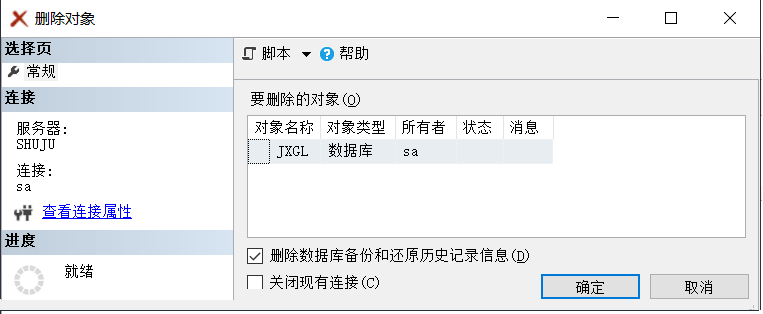 删除对象
选择页
常规
连接
服务器:
SHUJU
连接:
sa
查看连接属性
进度
就绪
脚本 帮助
要删除的对象(O)
对象名称 对象类型 所有者 状态 消息
JXGL 数据库 sa
删除数据库备份和还原历史记录信息(D)
关闭现有连接(C)
确定 取消